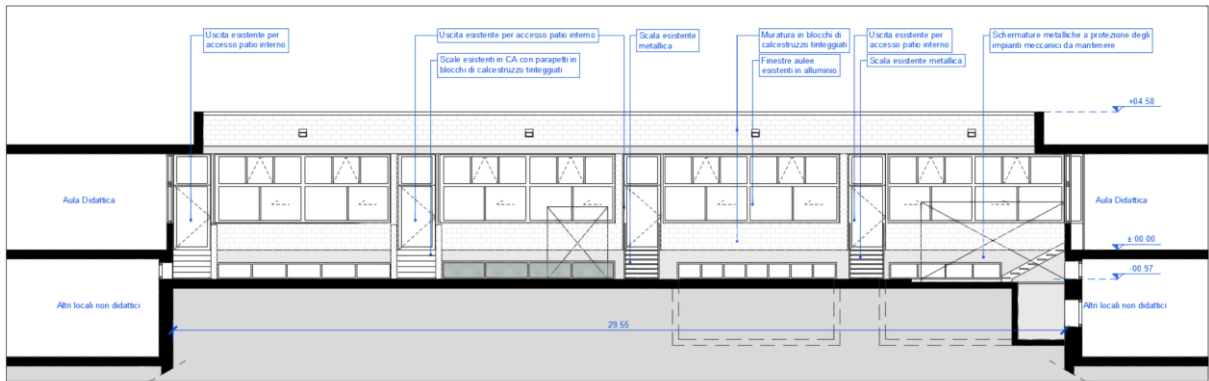 Uscita esistente per
accesso patio interno
Uscita esistente per accesso patio interno
Scale esistenti in CA con parapetti in
blocchi di calcestruzzo tinteggiati
Scala esistente
metallica
Muratura in blocchi di
calcestruzzo tinteggiati
Finestre aulee
esistenti in alluminio
Uscita esistente per
accesso patio interno
Scala esistente metallica
Schermature metalliche a protezione degli
impianti meccanici da mantenere
+04.58
Aula Didattica
Aula Didattica
± 00.00
-00.97
Altri locali non didattici
Altri locali non didattici
29.55